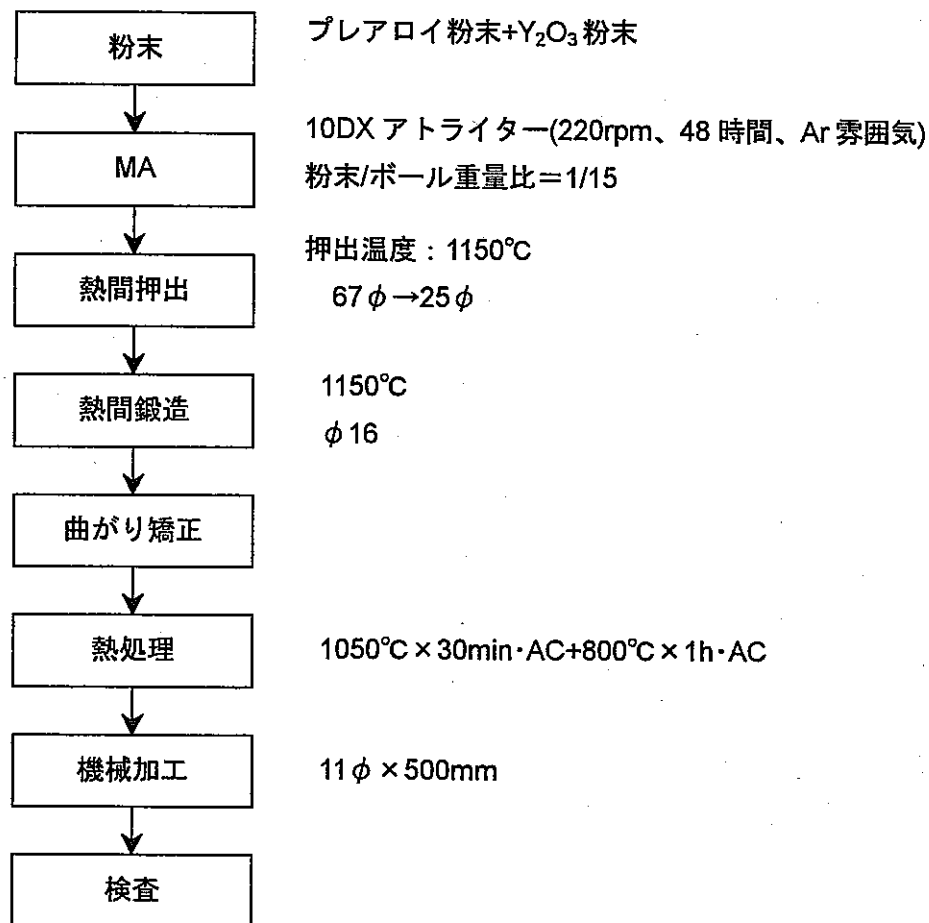 粉末
プレアロイ粉末+Y₂O₃粉末
MA
10DX アトライター(220rpm、48 時間、Ar 雰囲気)
粉末/ボール重量比＝1/15
熱間押出
押出温度：1150℃
67φ→25φ
熱間鍛造
1150℃
φ16
曲がり矯正
熱処理
1050℃×30min･AC+800℃×1h･AC
機械加工
11φ×500mm
検査